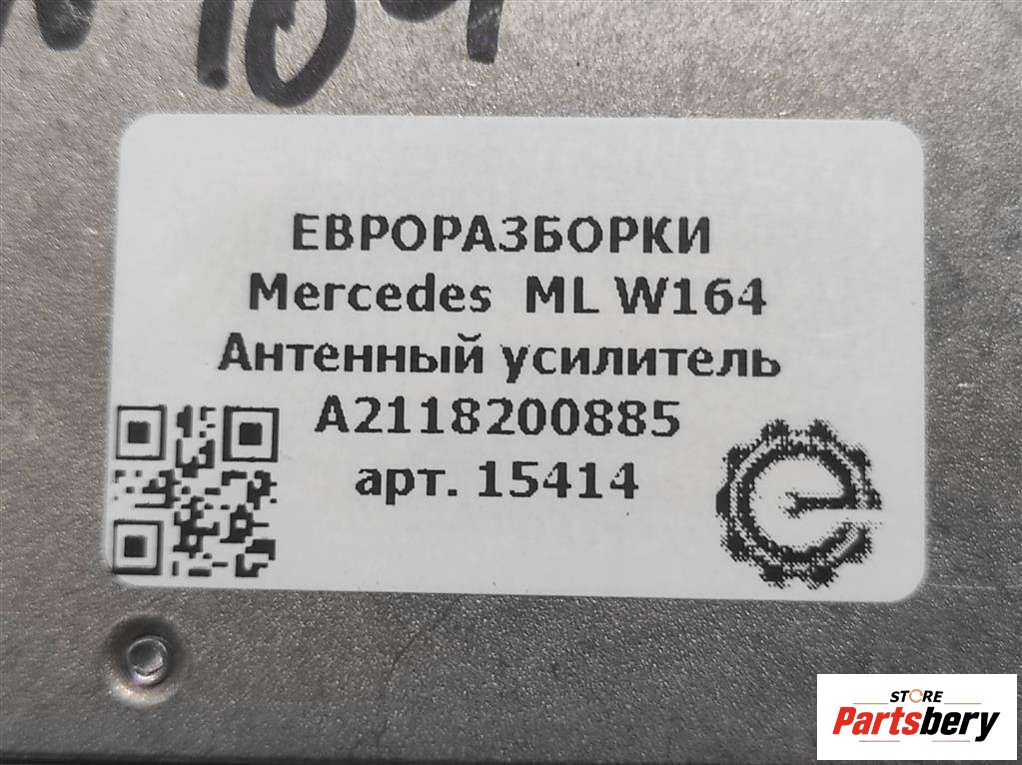 ЕВРОРАЗБОРКИ
Mercedes ML W164
Антенный усилитель
A2118200885
арт. 15414
STORE
Partsbery